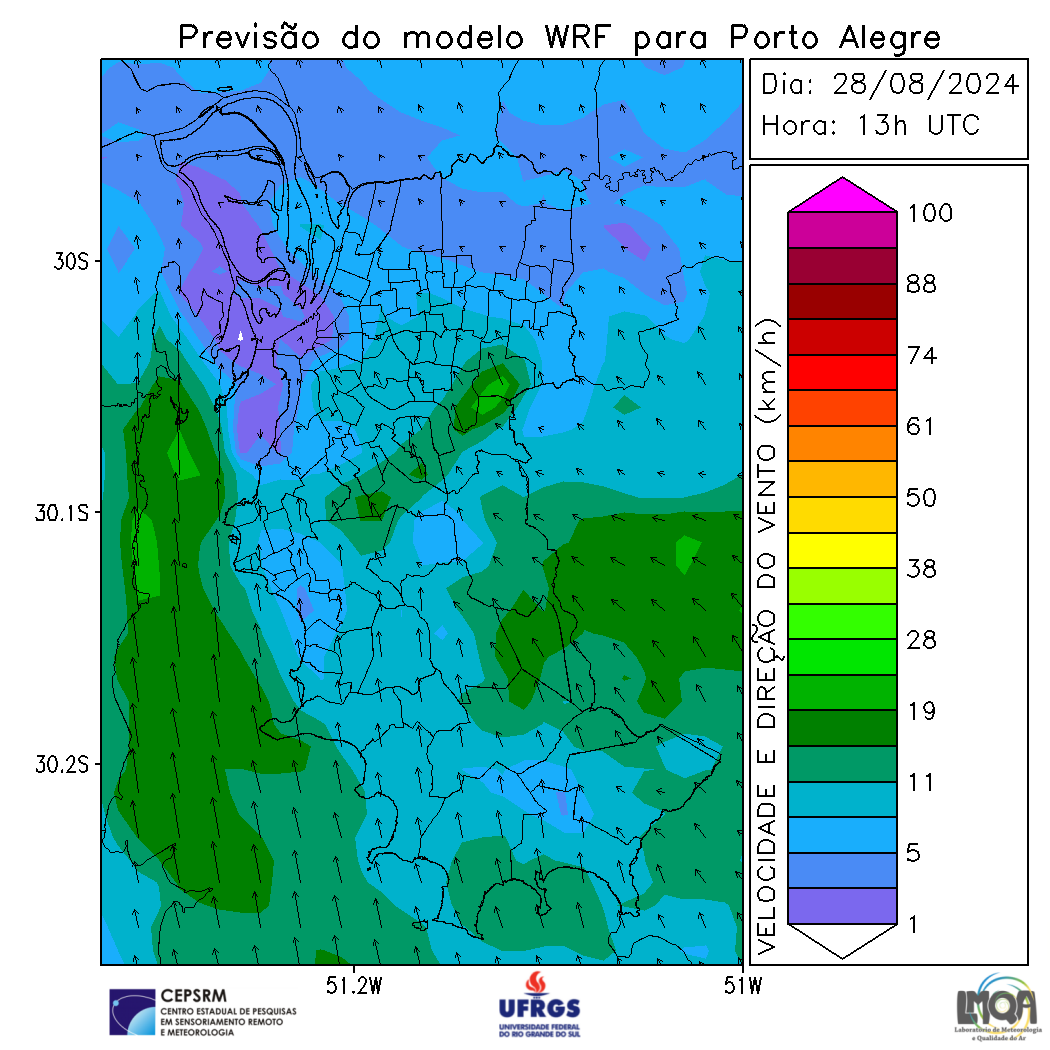 Previsão do modelo WRF para Porto Alegre
Dia: 28/08/2024
Hora: 13h UTC
30S
30.1S
30.2S
51.2W
51W
VELOCIDADE E DIREÇÃO DO VENTO (km/h)
100
88
74
61
50
38
28
19
11
5
1
CEPSRM
CENTRO ESTADUAL DE PESQUISAS
EM SENSORIAMENTO REMOTO
E METEOROLOGIA
UFRGS
UNIVERSIDADE FEDERAL
DO RIO GRANDE DO SUL
LMQA
Laboratório de Meteorologia
e Qualidade do Ar